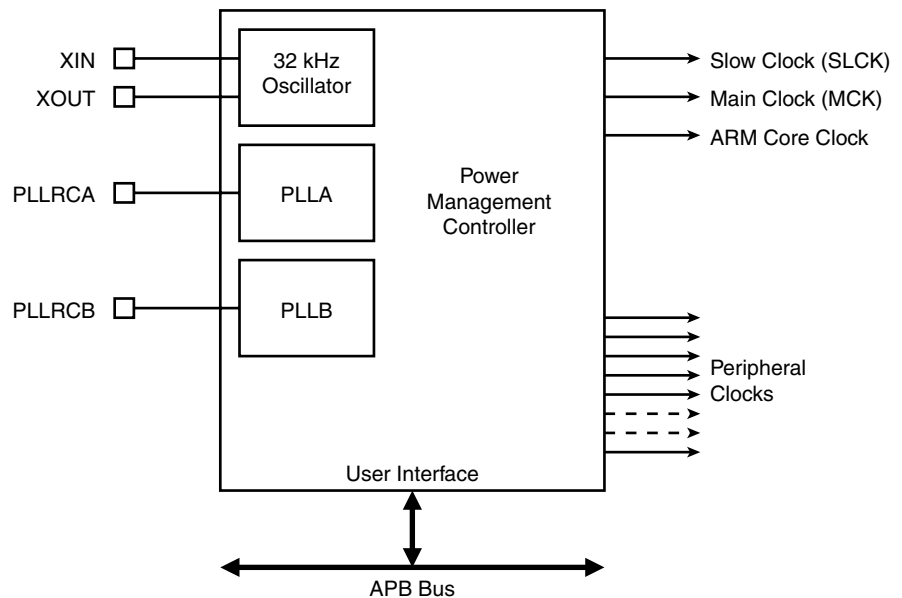 XIN
XOUT
32 kHz
Oscillator
PLLRCA
PLLA
PLLRCB
PLLB
Power
Management
Controller
Slow Clock (SLCK)
Main Clock (MCK)
ARM Core Clock
Peripheral
Clocks
User Interface
APB Bus